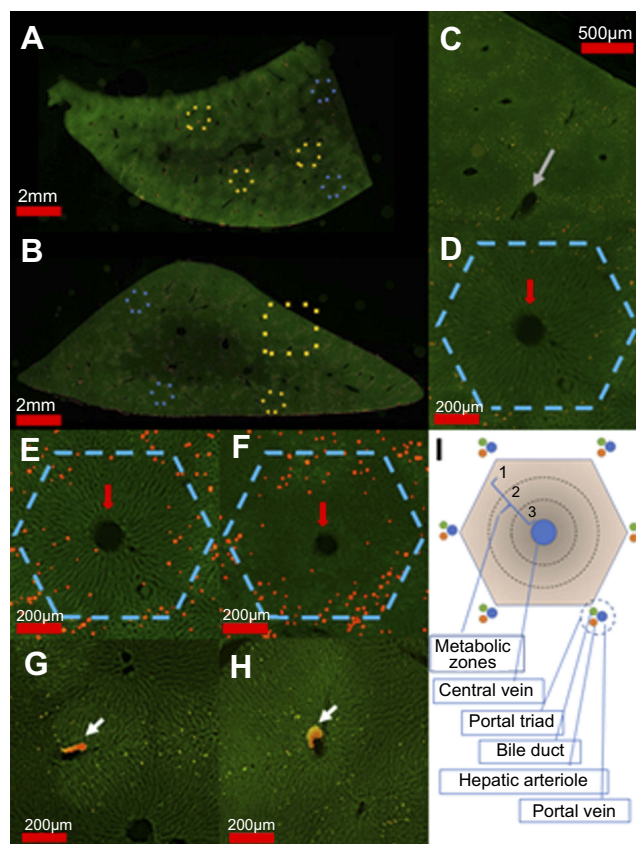 A
2mm
B
2mm
C
500µm
D
200µm
E
200µm
F
200µm
G
200µm
H
200µm
I
1
2
3
Metabolic
zones
Central vein
Portal triad
Bile duct
Hepatic arteriole
Portal vein